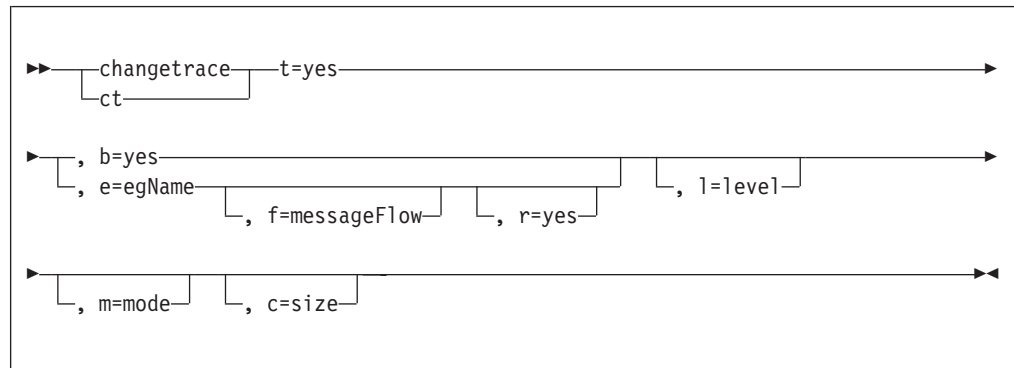 changetrace t=yes
ct
, b=yes
, e=egName , l=level
, f=messageFlow , r=yes
, m=mode , c=size